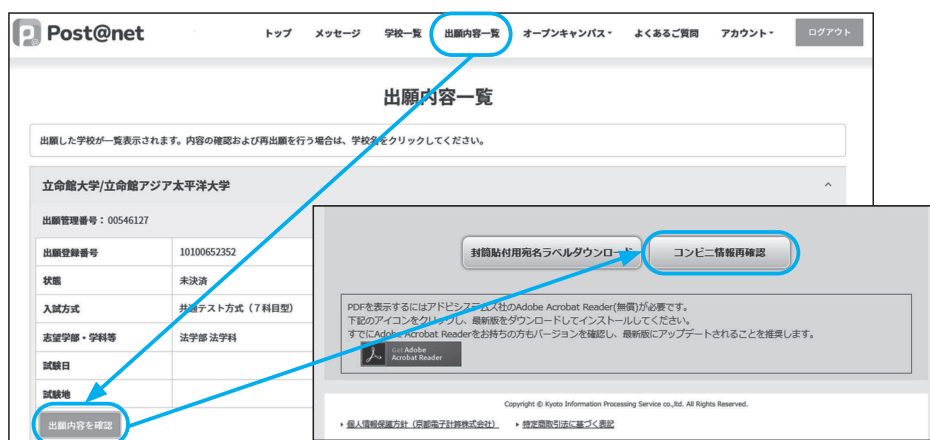 Post@net
トップ メッセージ 学校一覧 出願内容一覧 オープンキャンパス よくあるご質問 アカウント ログアウト
出願内容一覧
出願した学校が一覧表示されます。内容の確認および再出願を行う場合は、学校名をクリックしてください。
立命館大学/立命館アジア太平洋大学
出願管理番号：00546127
出願登録番号 10100652352
状態 未決済
入試方式 共通テスト方式（７科目型）
志望学部・学科等 法学部 法学科
試験日
試験地
出願内容を確認
封筒貼付用宛名ラベルダウンロード コンビニ情報再確認
PDFを表示するにはアドビシステムズ社のAdobe Acrobat Reader(無償)が必要です。
下記のアイコンをクリックし、最新版をダウンロードしてインストールしてください。
すでにAdobe Acrobat Readerをお持ちの方もバージョンを確認し、最新版にアップデートされることを推奨します。
Get Adobe
Acrobat Reader
Copyright © Kyoto Information Processing Service co.,ltd. All Rights Reserved.
個人情報保護方針（京都電子計算株式会社） 特定商取引法に基づく表記